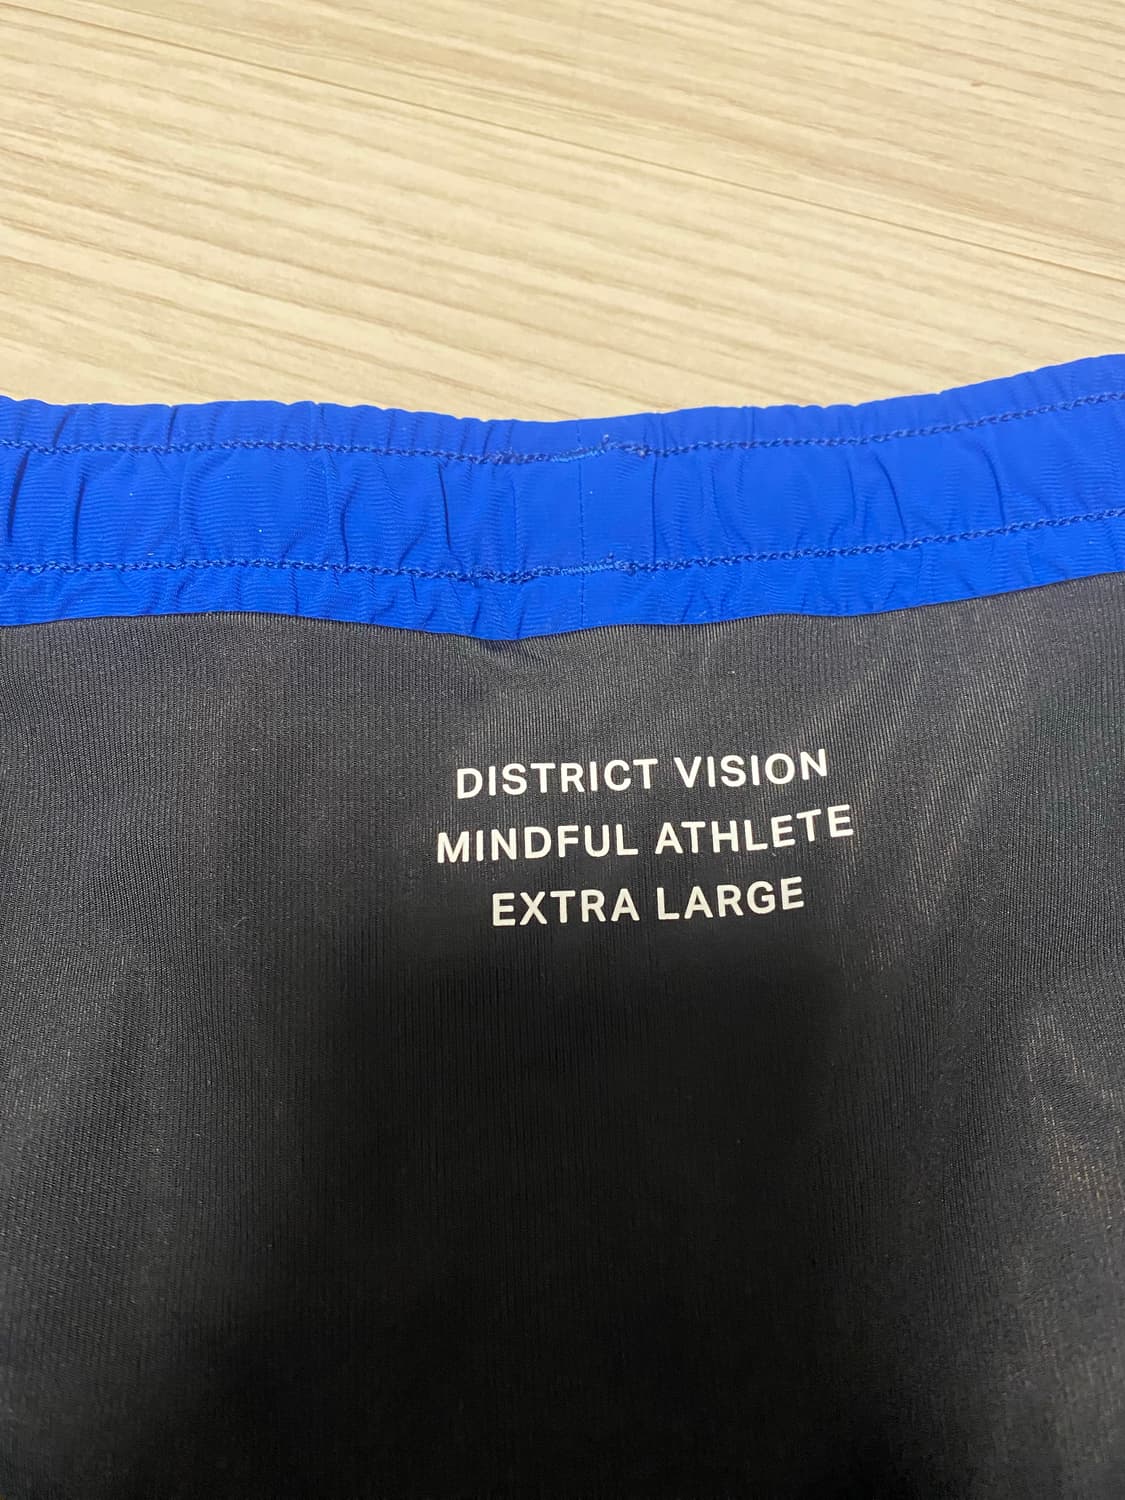 DISTRICT VISION
MINDFUL ATHLETE
EXTRA LARGE